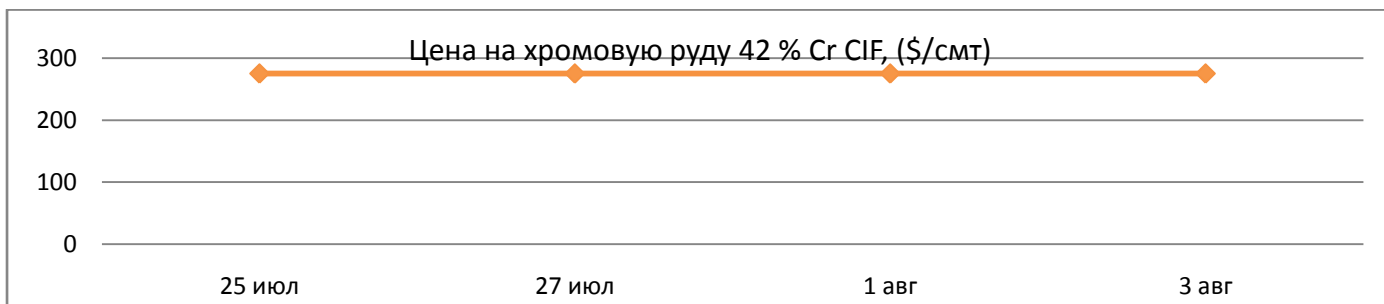 Цена на хромовую руду 42 % Cr CIF, ($/смт)
300
200
100
0
25 июл
27 июл
1 авг
3 авг